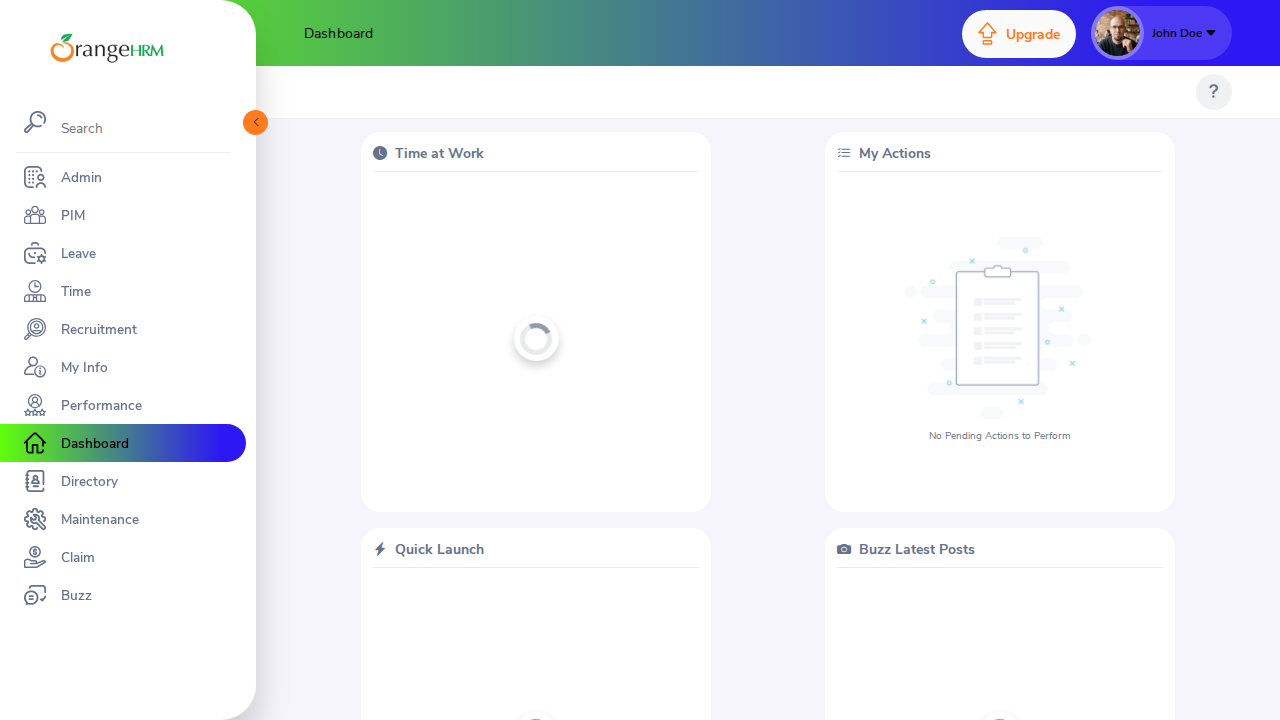 OrangeHRM
Dashboard
Upgrade
John Doe
?
Search
Admin
PIM
Leave
Time
Recruitment
My Info
Performance
Dashboard
Directory
Maintenance
Claim
Buzz
Time at Work
My Actions
No Pending Actions to Perform
Quick Launch
Buzz Latest Posts